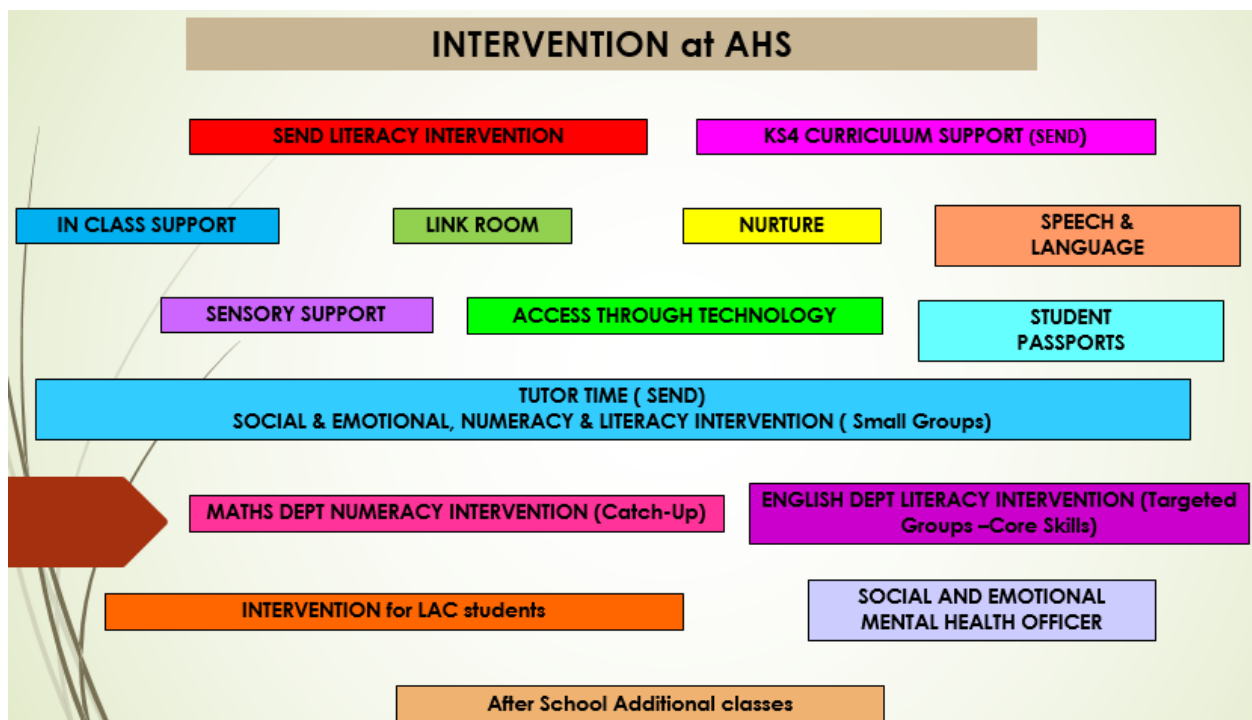 INTERVENTION at AHS
SEND LITERACY INTERVENTION
KS4 CURRICULUM SUPPORT (SEND)
IN CLASS SUPPORT
LINK ROOM
NURTURE
SPEECH &
LANGUAGE
SENSORY SUPPORT
ACCESS THROUGH TECHNOLOGY
STUDENT
PASSPORTS
TUTOR TIME ( SEND)
SOCIAL & EMOTIONAL, NUMERACY & LITERACY INTERVENTION ( Small Groups)
MATHS DEPT NUMERACY INTERVENTION (Catch-Up)
ENGLISH DEPT LITERACY INTERVENTION (Targeted
Groups –Core Skills)
INTERVENTION for LAC students
SOCIAL AND EMOTIONAL
MENTAL HEALTH OFFICER
After School Additional classes